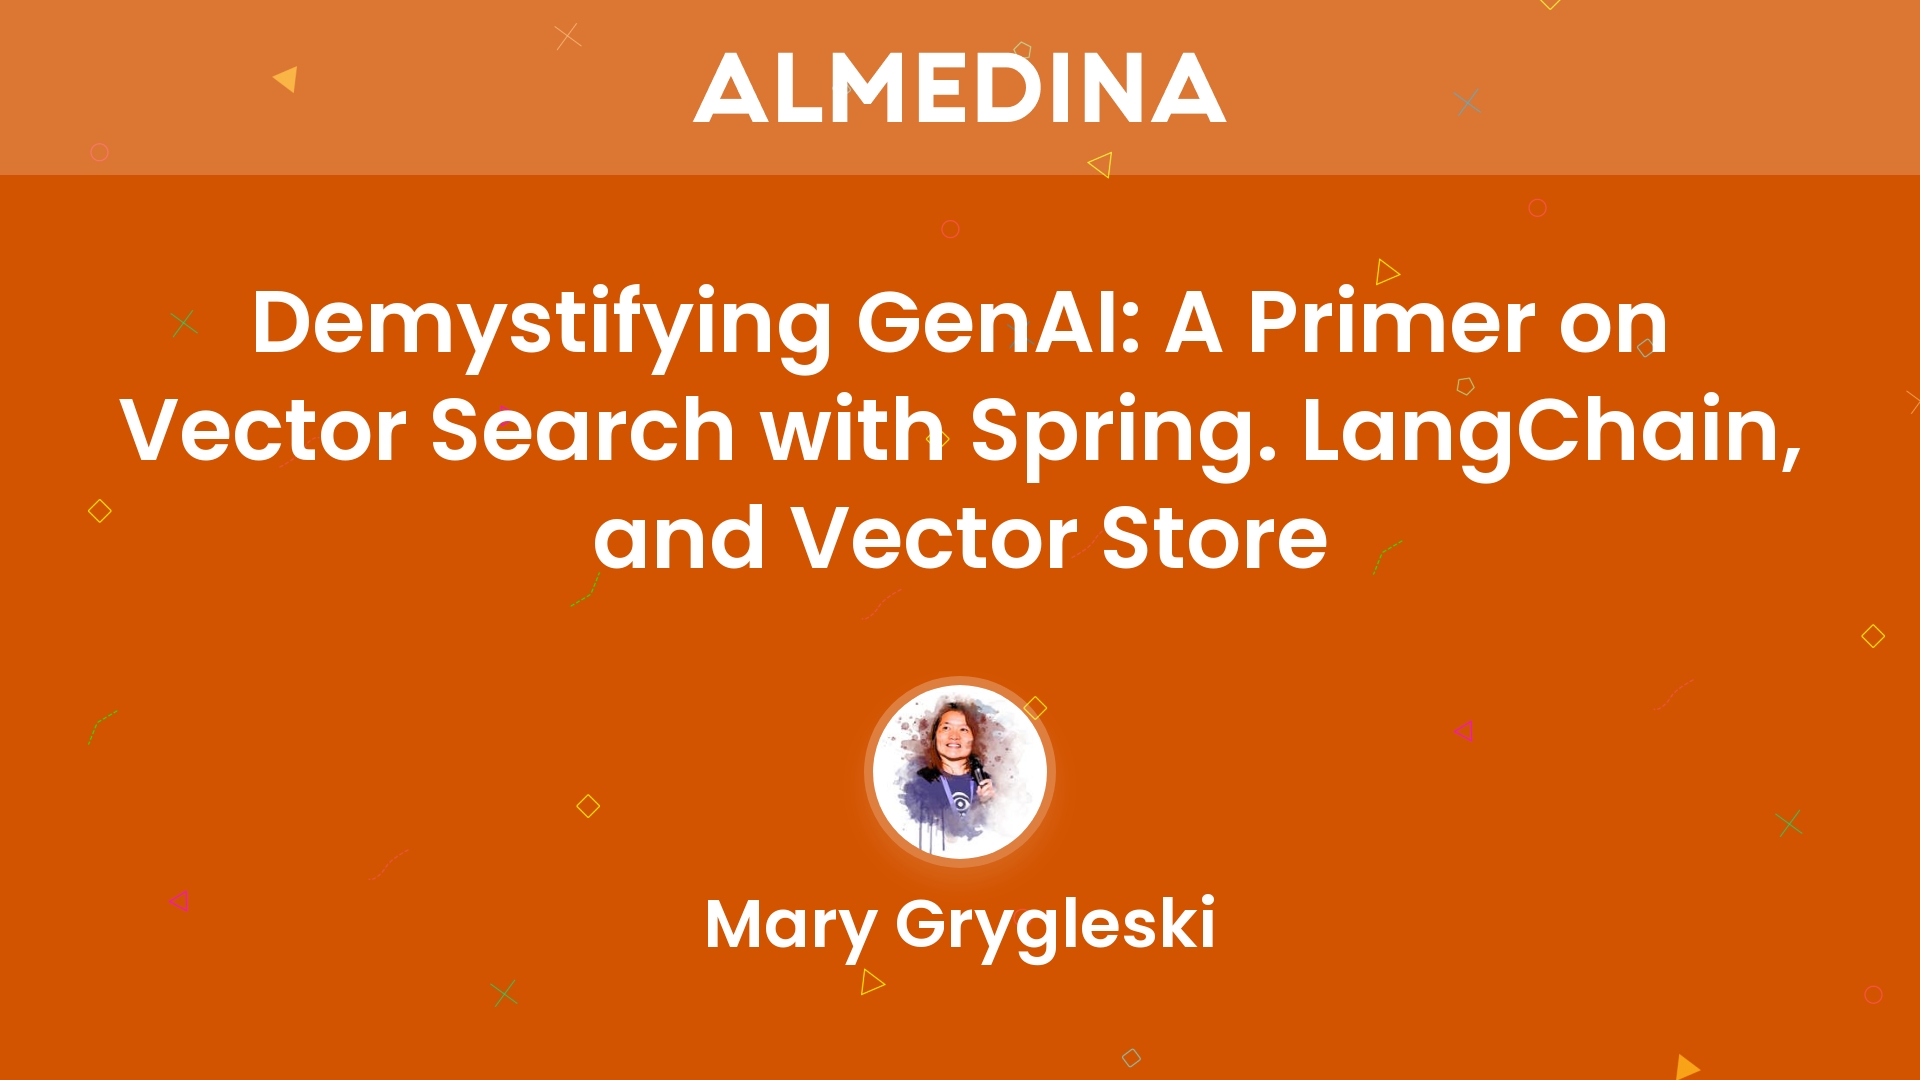 ALMEDINA
Demystifying GenAI: A Primer on
Vector Search with Spring. LangChain,
and Vector Store
Mary Grygleski